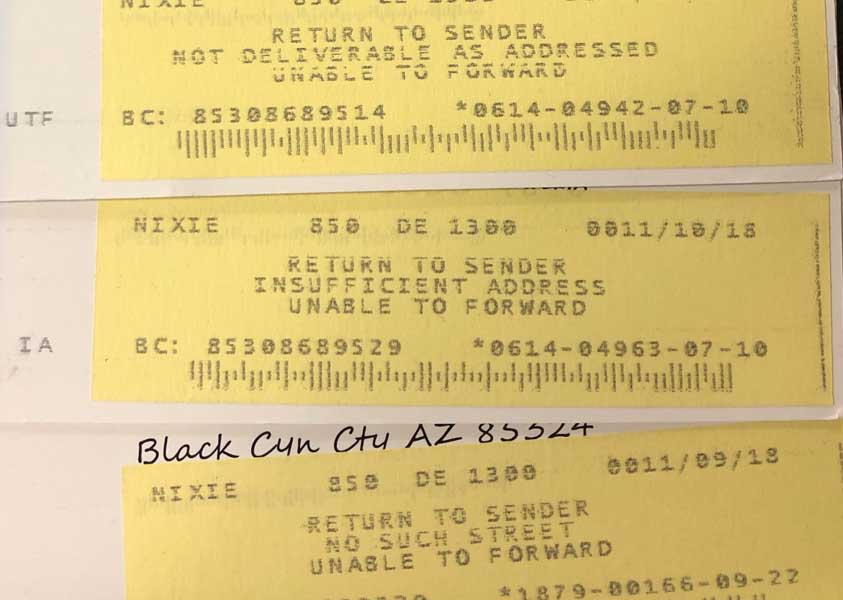 NIXIE 850 DE
RETURN TO SENDER
NOT DELIVERABLE AS ADDRESSED
UNABLE TO FORWARD
UTF BC: 85308689514 *0614-04942-07-10
NIXIE 850 DE 1300 0011/10/18
RETURN TO SENDER
INSUFFICIENT ADDRESS
UNABLE TO FORWARD
IA BC: 85308689529 *0614-04963-07-10
Black Cyn Cty AZ 85324
NIXIE 850 DE 1300 0011/09/18
RETURN TO SENDER
NO SUCH STREET
UNABLE TO FORWARD
*1879-00166-09-22